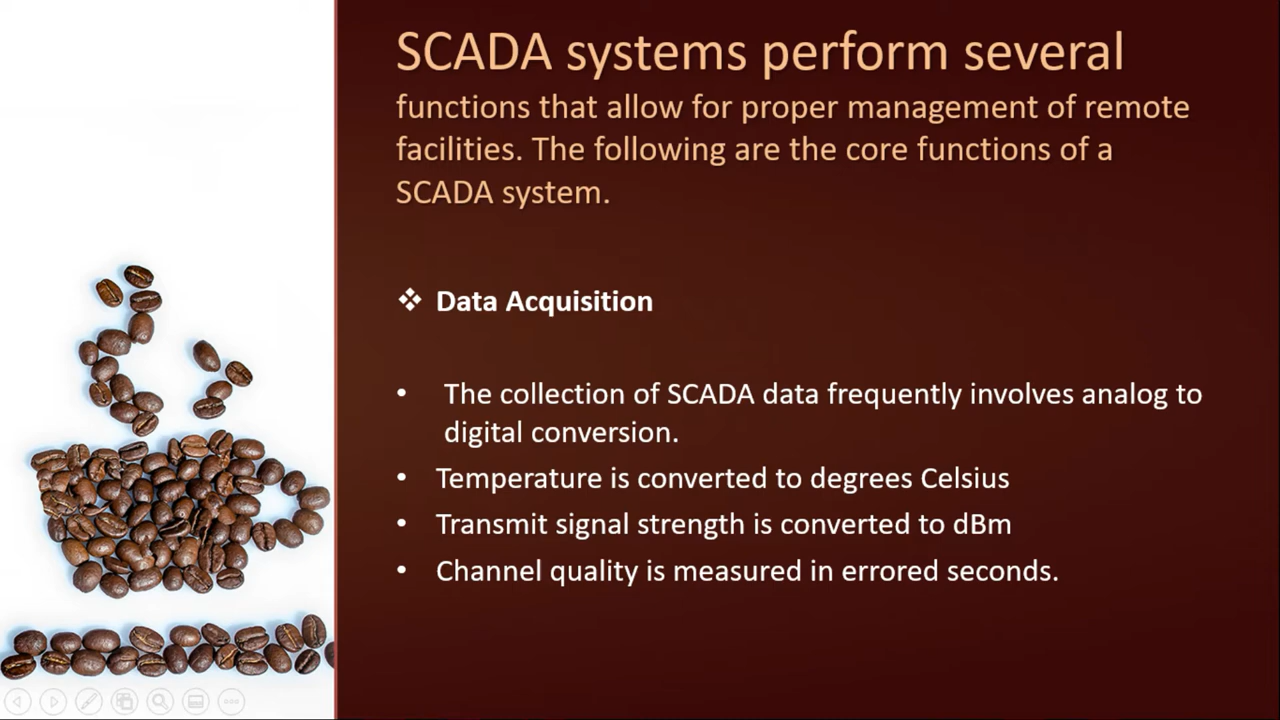 SCADA systems perform several
functions that allow for proper management of remote
facilities. The following are the core functions of a
SCADA system.
❖ Data Acquisition
• The collection of SCADA data frequently involves analog to
digital conversion.
• Temperature is converted to degrees Celsius
• Transmit signal strength is converted to dBm
• Channel quality is measured in errored seconds.